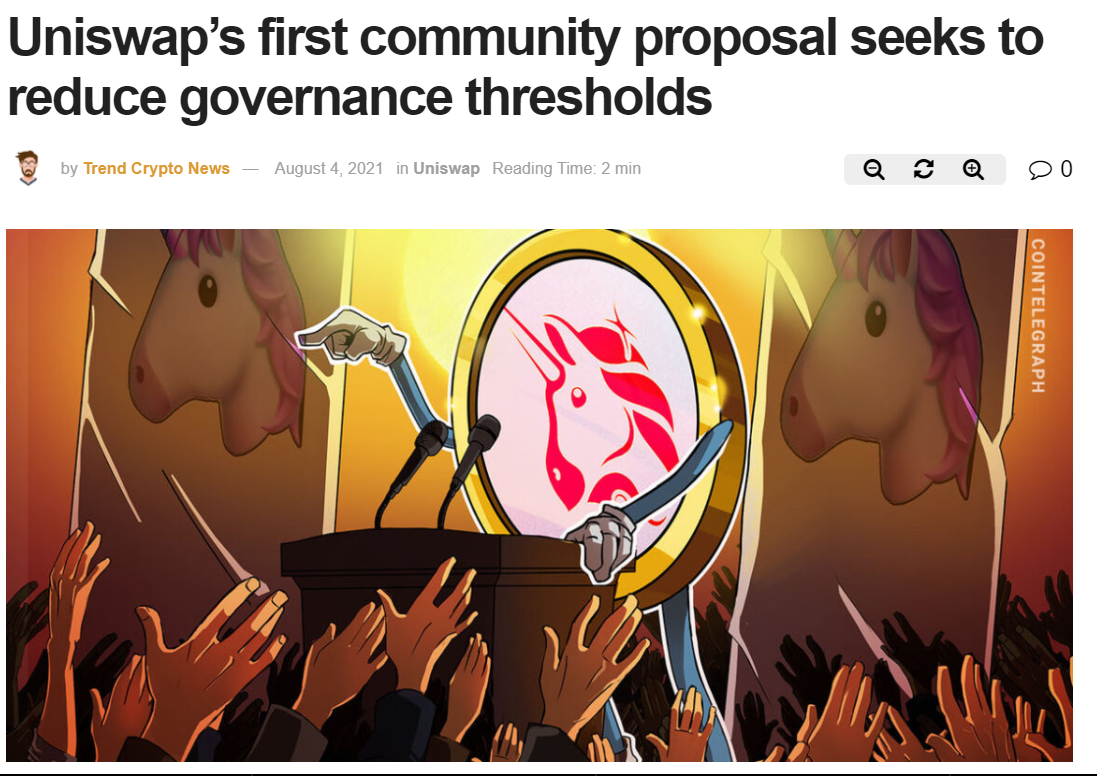 Uniswap’s first community proposal seeks to
reduce governance thresholds
by Trend Crypto News — August 4, 2021 in Uniswap Reading Time: 2 min
0
COINTELEGRAPH